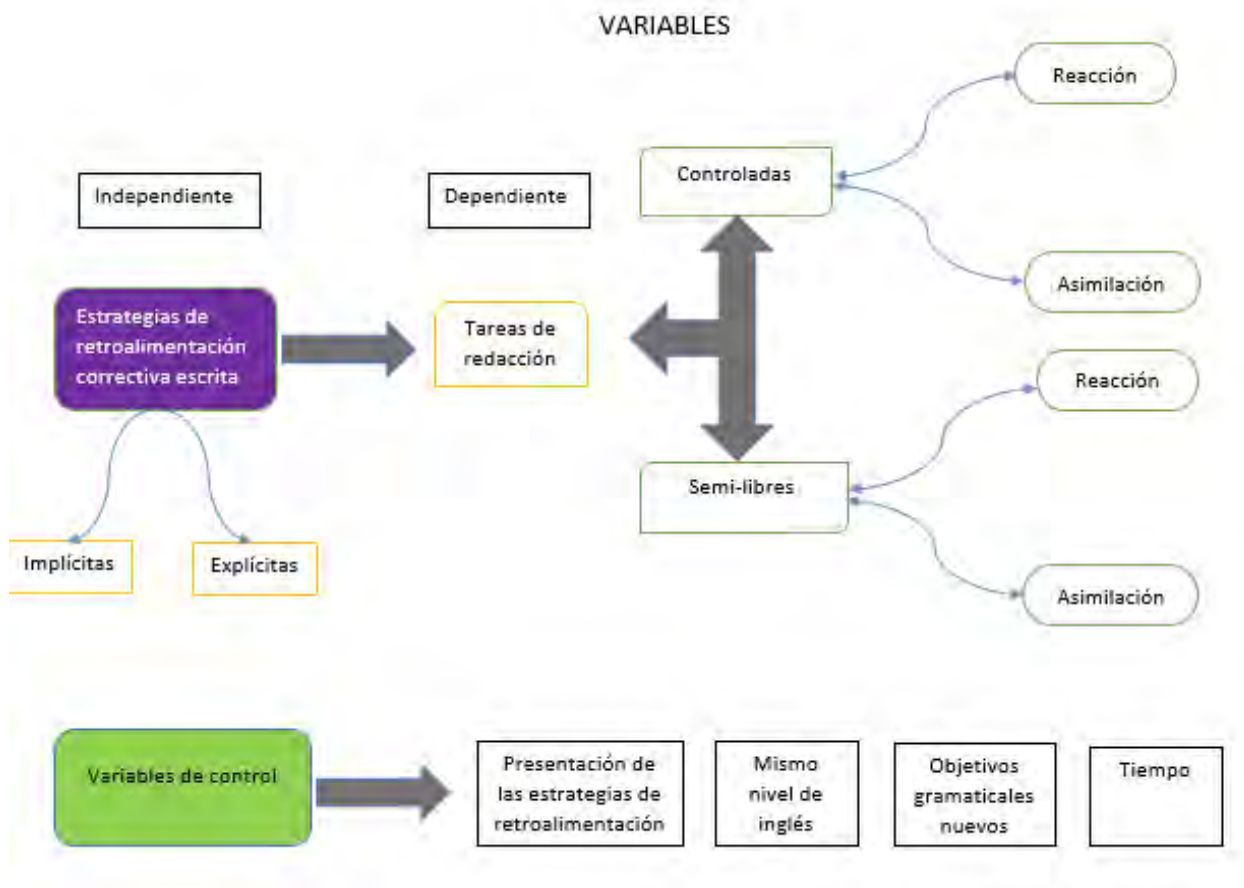 VARIABLES
Independiente
Dependiente
Controladas
Reacción
Asimilación
Estrategias de
retroalimentación
correctiva escrita
Tareas de
redacción
Semi-libres
Reacción
Asimilación
Implícitas
Explícitas
Variables de control
Presentación de
las estrategias de
retroalimentación
Mismo
nivel de
inglés
Objetivos
gramaticales
nuevos
Tiempo